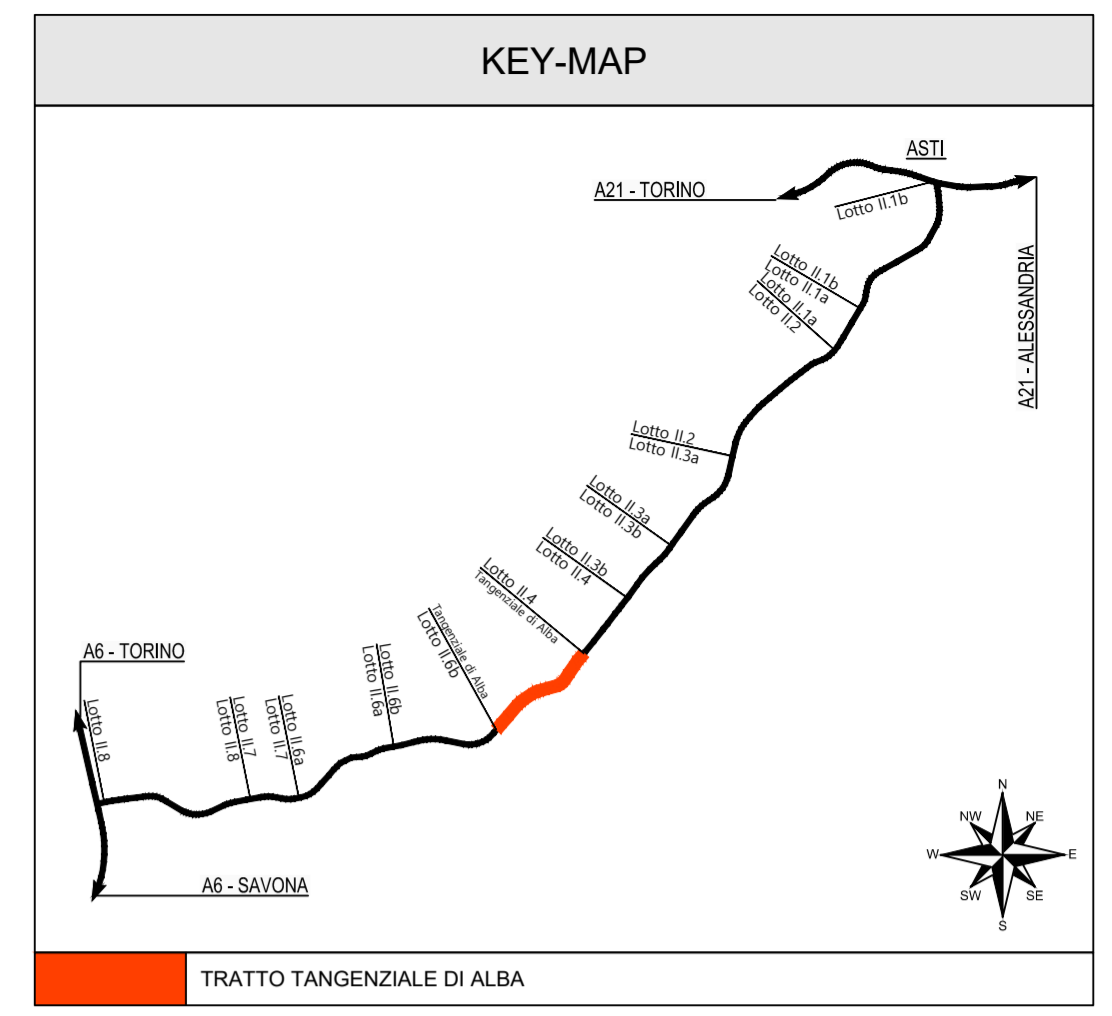 KEY-MAP
ASTI
A21 - TORINO
Lotto II.1b
A21 - ALESSANDRIA
Lotto II.1b
Lotto II.1a
Lotto II.1a
Lotto II.2
Lotto II.2
Lotto II.3a
Lotto II.3a
Lotto II.3b
Lotto II.3b
Lotto II.4
Lotto II.4
Tangenziale di Alba
Tangenziale di Alba
Lotto II.6b
Lotto II.6b
Lotto II.6a
Lotto II.6a
Lotto II.7
Lotto II.7
Lotto II.8
A6 - TORINO
Lotto II.8
A6 - SAVONA
N
NW
NE
W
E
SW
SE
S
TRATTO TANGENZIALE DI ALBA